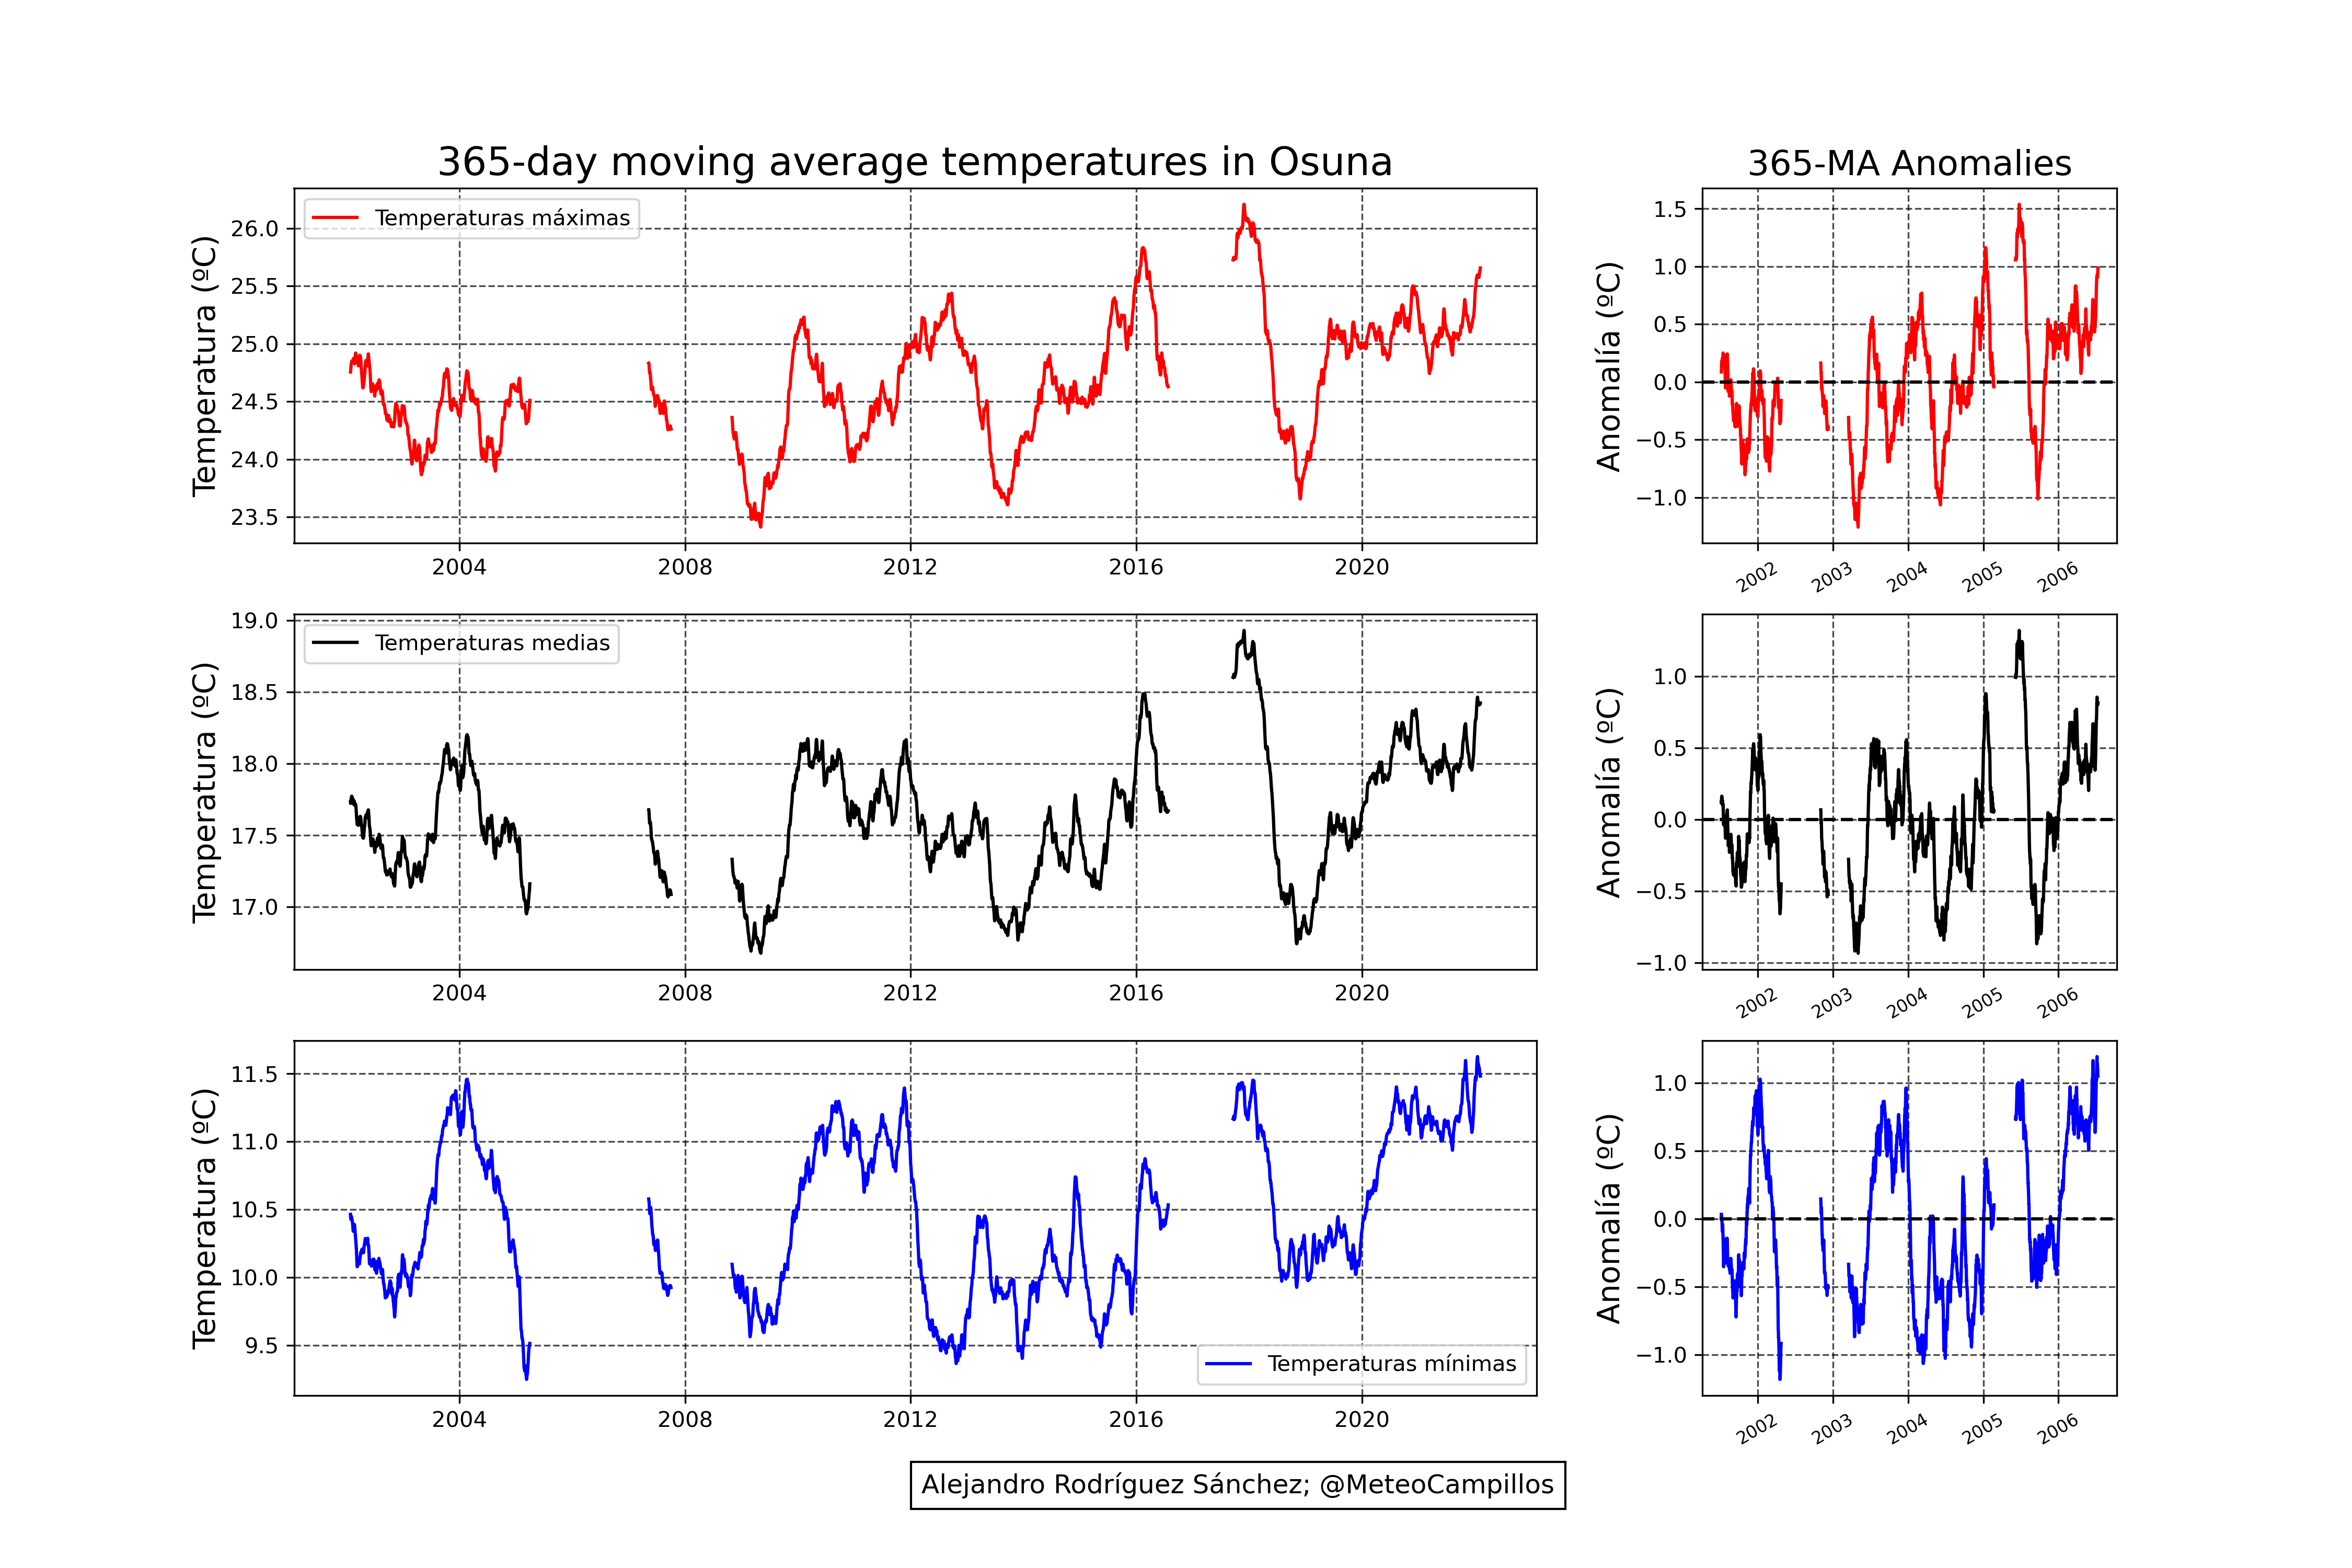 365-day moving average temperatures in Osuna
365-MA Anomalies
Temperatura (ºC)
26.0
25.5
25.0
24.5
24.0
23.5
Temperaturas máximas
2004 2008 2012 2016 2020
Anomalía (ºC)
1.5
1.0
0.5
0.0
−0.5
−1.0
2002 2003 2004 2005 2006
Temperatura (ºC)
19.0
18.5
18.0
17.5
17.0
Temperaturas medias
2004 2008 2012 2016 2020
Anomalía (ºC)
1.0
0.5
0.0
−0.5
−1.0
2002 2003 2004 2005 2006
Temperatura (ºC)
11.5
11.0
10.5
10.0
9.5
Temperaturas mínimas
2004 2008 2012 2016 2020
Anomalía (ºC)
1.0
0.5
0.0
−0.5
−1.0
2002 2003 2004 2005 2006
Alejandro Rodríguez Sánchez; @MeteoCampillos